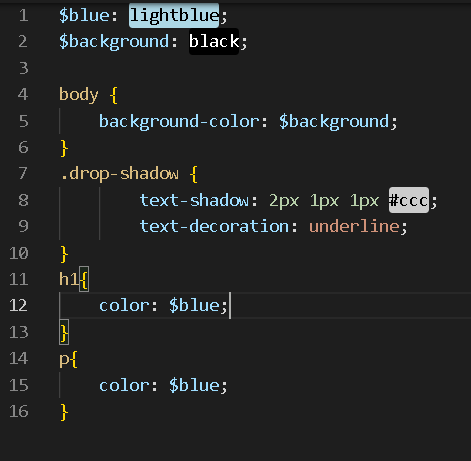 1 $blue: lightblue;
2 $background: black;
3
4 body {
5     background-color: $background;
6 }
7 .drop-shadow {
8         text-shadow: 2px 1px 1px #ccc;
9         text-decoration: underline;
10 }
11 h1{
12     color: $blue;
13 }
14 p{
15     color: $blue;
16 }